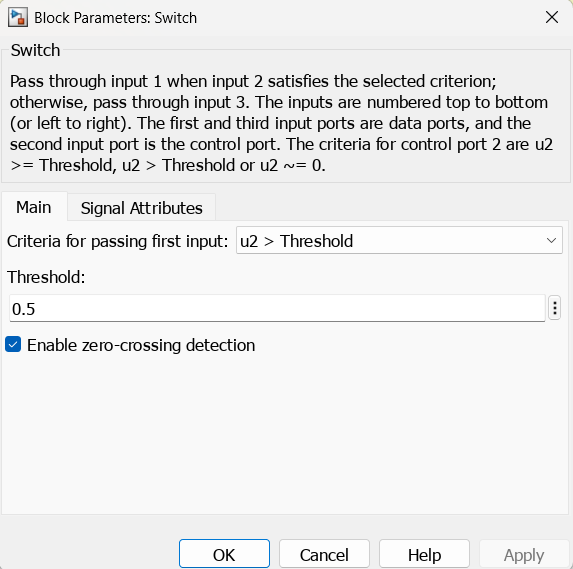 Block Parameters: Switch
Switch
Pass through input 1 when input 2 satisfies the selected criterion;
otherwise, pass through input 3. The inputs are numbered top to bottom
(or left to right). The first and third input ports are data ports, and the
second input port is the control port. The criteria for control port 2 are u2
>= Threshold, u2 > Threshold or u2 ~= 0.
Main Signal Attributes
Criteria for passing first input: u2 > Threshold
Threshold:
0.5
Enable zero-crossing detection
OK Cancel Help Apply